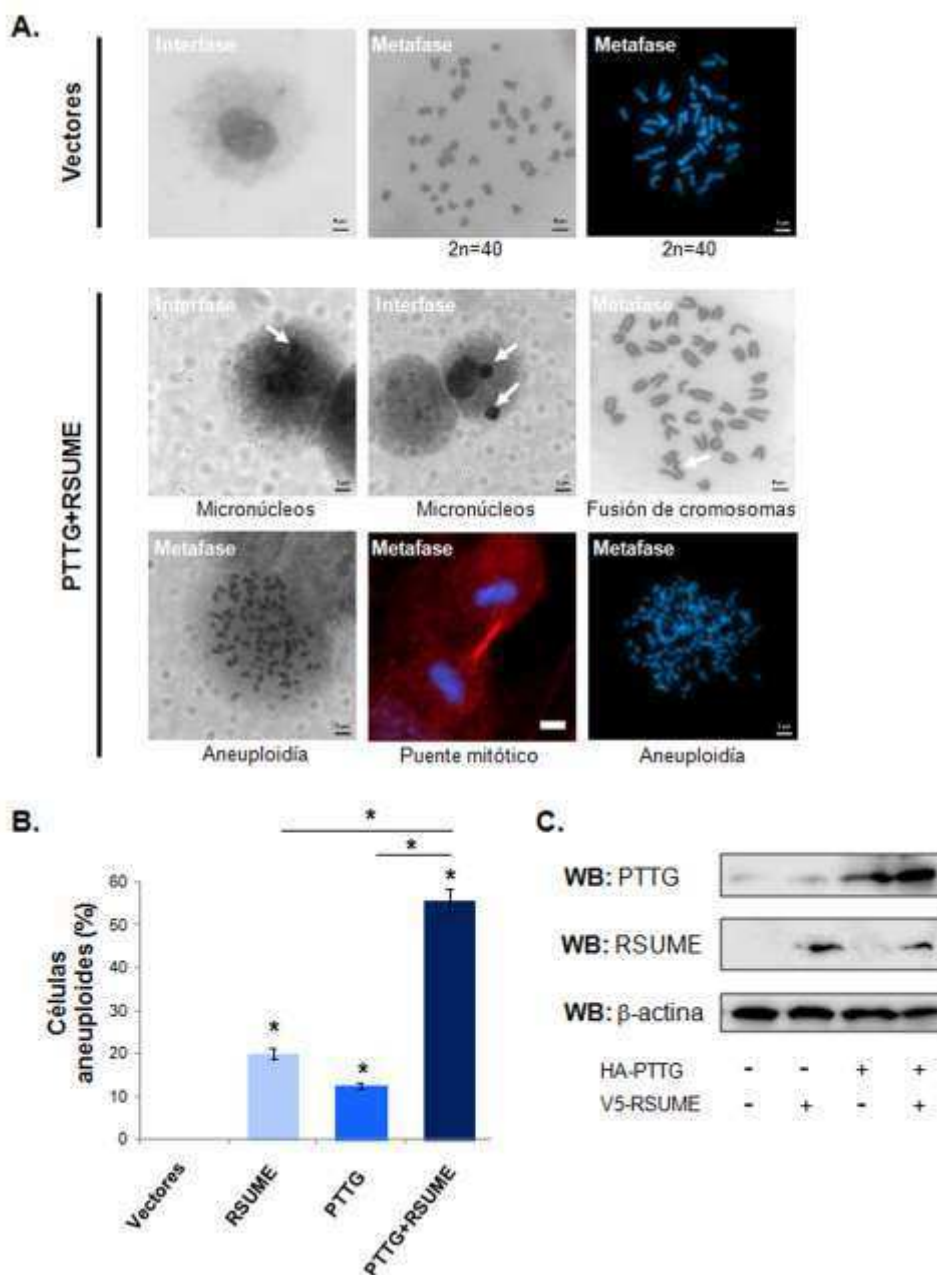 A.
Vectores
Interfase
Metafase
Metafase
2n=40
2n=40
PTTG+RSUME
Interfase
Interfase
Metafase
Micronúcleos
Micronúcleos
Fusión de cromosomas
Metafase
Metafase
Metafase
Aneuploidía
Puente mitótico
Aneuploidía
B.
*
*
*
*
*
Células
aneuploides (%)
60
50
40
30
20
10
0
Vectores
RSUME
PTTG
PTTG+RSUME
C.
WB: PTTG
WB: RSUME
WB: β-actina
HA-PTTG - - + +
V5-RSUME - + - +